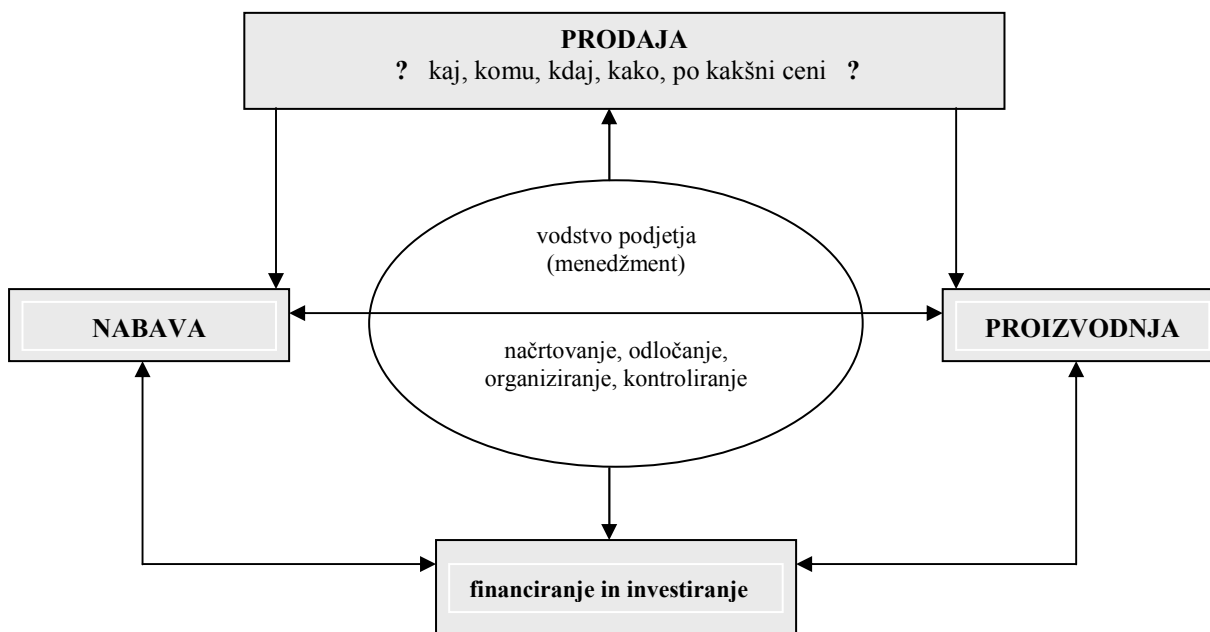 PRODAJA
? kaj, komu, kdaj, kako, po kakšni ceni ?
vodstvo podjetja
(menedžment)
NABAVA
PROIZVODNJA
načrtovanje, odločanje,
organiziranje, kontroliranje
financiranje in investiranje